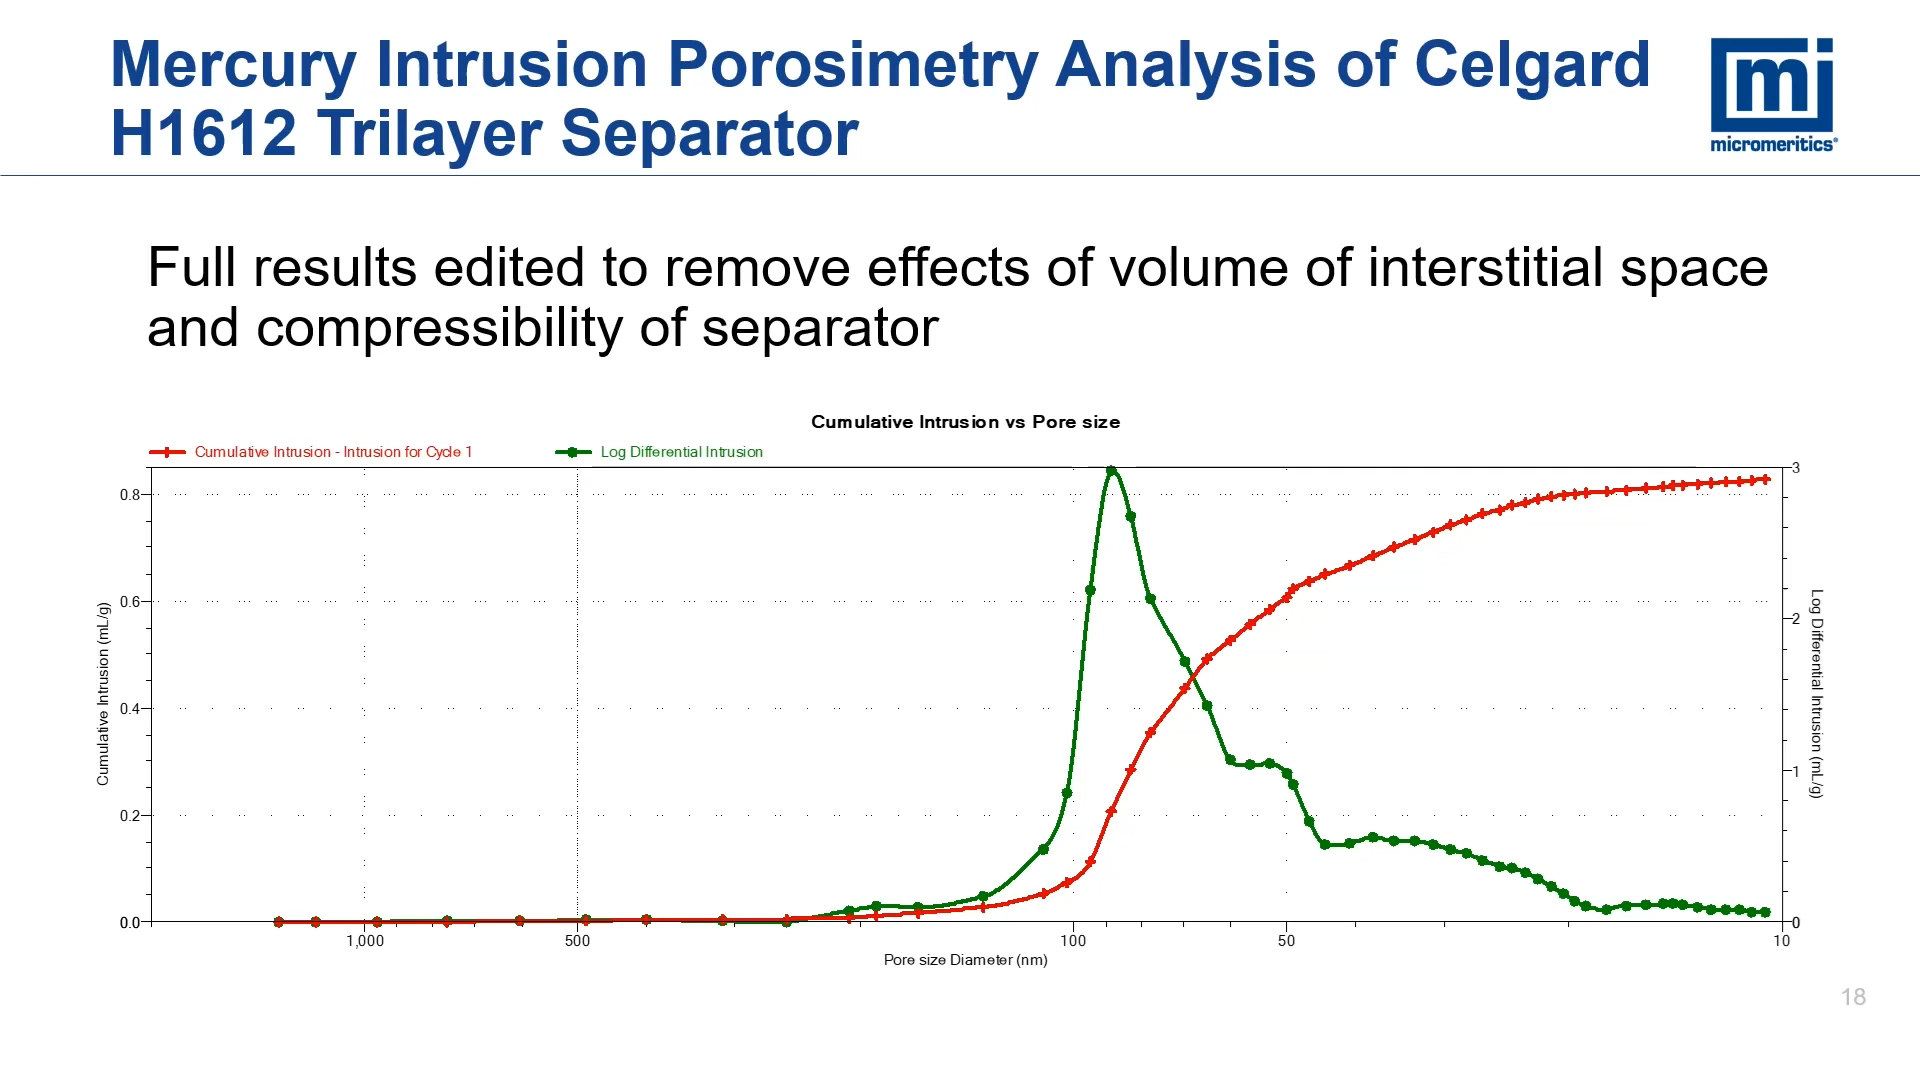 Mercury Intrusion Porosimetry Analysis of Celgard
H1612 Trilayer Separator
mi
micromeritics®
Full results edited to remove effects of volume of interstitial space
and compressibility of separator
Cumulative Intrusion vs Pore size
Cumulative Intrusion - Intrusion for Cycle 1
Log Differential Intrusion
Cumulative Intrusion (mL/g)
0.8
0.6
0.4
0.2
0.0
3
2
1
0
Log Differential Intrusion (mL/g)
1,000
500
100
50
10
Pore size Diameter (nm)
18